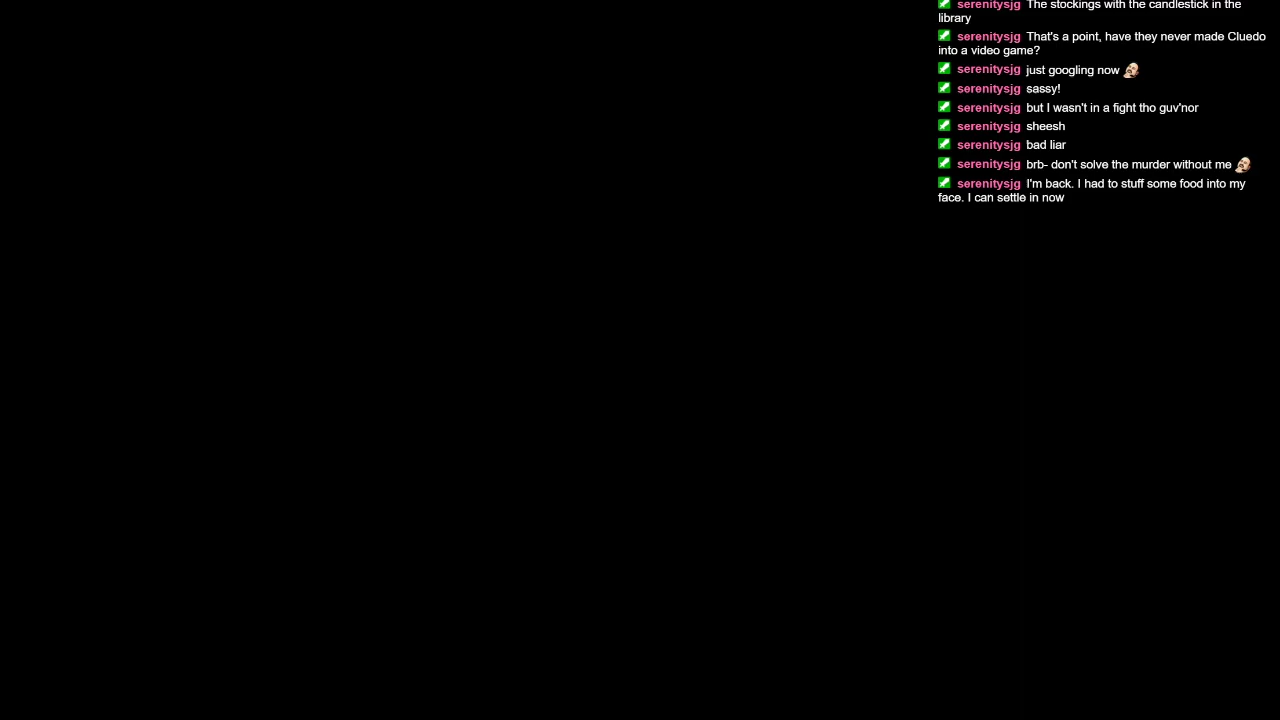 serenitysjg The stockings with the candlestick in the
library
serenitysjg That's a point, have they never made Cluedo
into a video game?
serenitysjg just googling now
serenitysjg sassy!
serenitysjg but I wasn't in a fight tho guv'nor
serenitysjg sheesh
serenitysjg bad liar
serenitysjg brb- don't solve the murder without me
serenitysjg I'm back. I had to stuff some food into my
face. I can settle in now